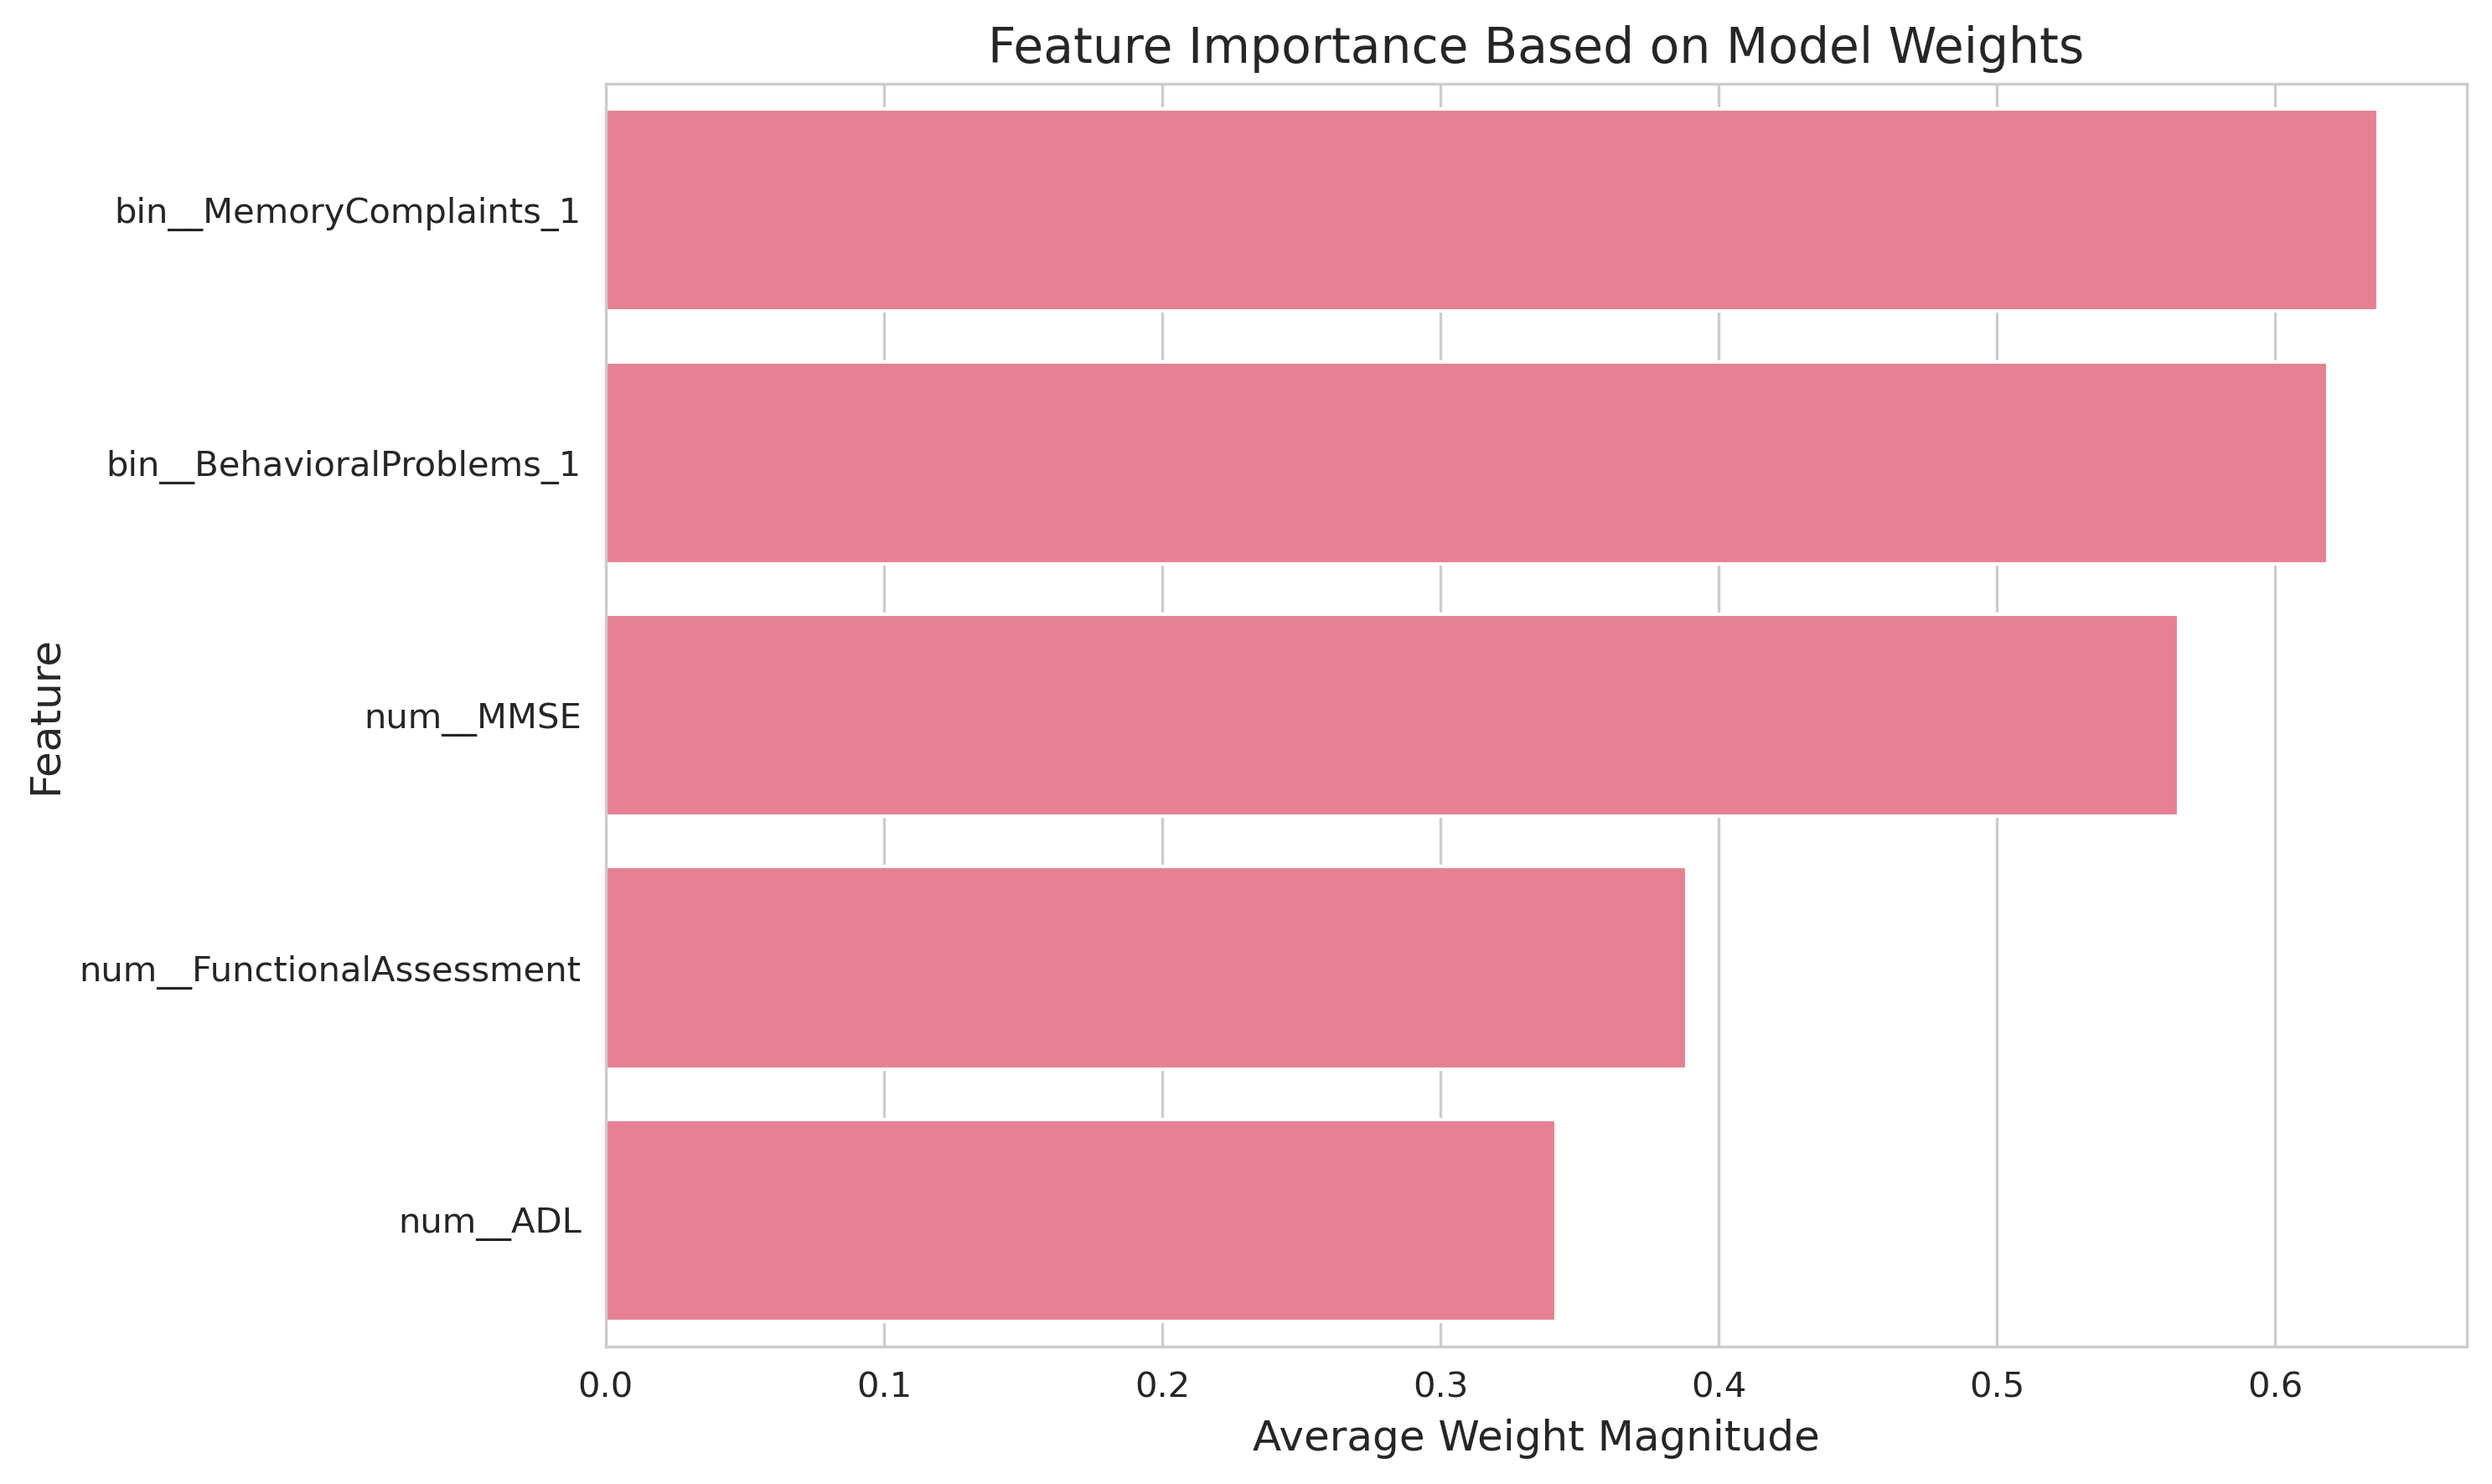 Feature Importance Based on Model Weights
bin__MemoryComplaints_1
bin__BehavioralProblems_1
num__MMSE
num__FunctionalAssessment
num__ADL
Feature
0.0 0.1 0.2 0.3 0.4 0.5 0.6
Average Weight Magnitude